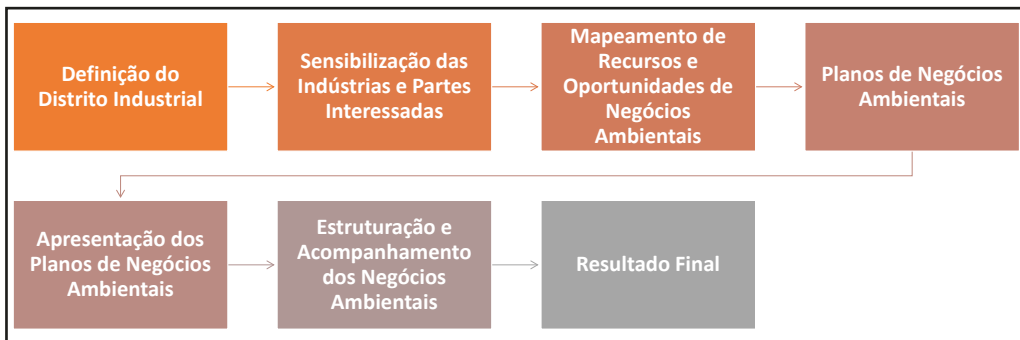 Definição do
Distrito Industrial
Sensibilização das
Indústrias e Partes
Interessadas
Mapeamento de
Recursos e
Oportunidades de
Negócios
Ambientais
Planos de Negócios
Ambientais
Apresentação dos
Planos de Negócios
Ambientais
Estruturação e
Acompanhamento
dos Negócios
Ambientais
Resultado Final